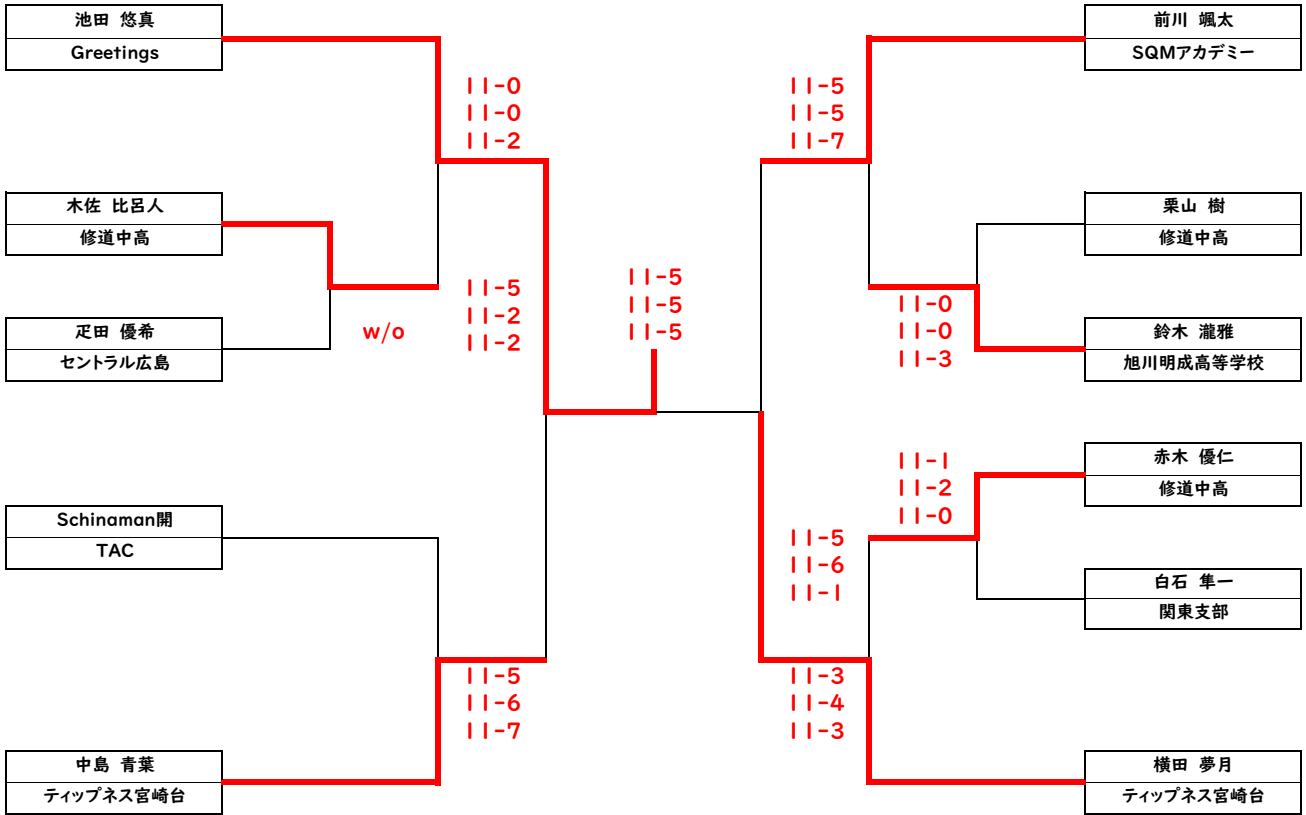 池田 悠真
Greetings
11-0
11-0
11-2
木佐 比呂人
修道中高
疋田 優希
セントラル広島
w/o
11-5
11-2
11-2
Schinaman開
TAC
11-5
11-6
11-7
中島 青葉
ティップネス宮崎台
11-5
11-5
11-5
前川 颯太
SQMアカデミー
11-5
11-5
11-7
栗山 樹
修道中高
11-0
11-0
11-3
鈴木 瀧雅
旭川明成高等学校
11-1
11-2
11-0
赤木 優仁
修道中高
11-5
11-6
11-1
白石 隼一
関東支部
11-3
11-4
11-3
横田 夢月
ティップネス宮崎台